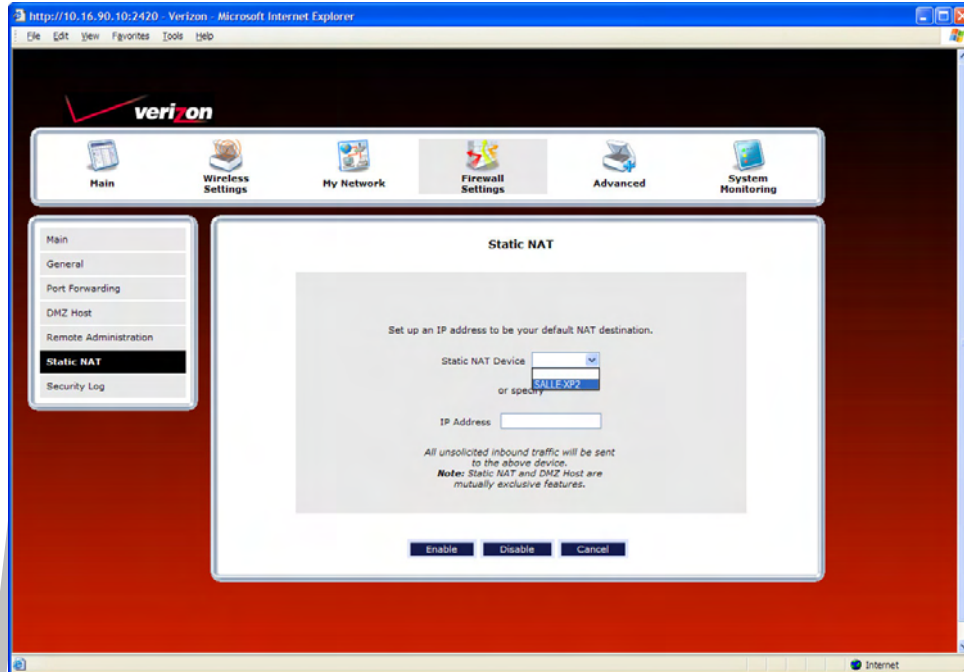 http://10.16.90.10:2420 - Verizon - Microsoft Internet Explorer
File Edit View Favorites Tools Help
verizon
Main
Wireless Settings
My Network
Firewall Settings
Advanced
System Monitoring
Main
General
Port Forwarding
DMZ Host
Remote Administration
Static NAT
Security Log
Static NAT
Set up an IP address to be your default NAT destination.
Static NAT Device
SALLE-XP2
or specify
IP Address
All unsolicited inbound traffic will be sent
to the above device.
Note: Static NAT and DMZ Host are
mutually exclusive features.
Enable Disable Cancel
Internet